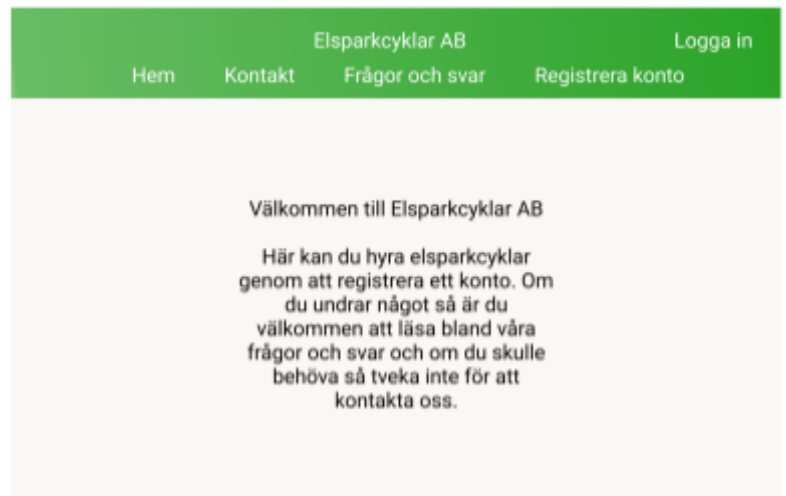 Elsparkcyklar AB
Logga in
Hem Kontakt Frågor och svar Registrera konto
Välkommen till Elsparkcyklar AB
Här kan du hyra elsparkcyklar
genom att registrera ett konto. Om
du undrar något så är du
välkommen att läsa bland våra
frågor och svar och om du skulle
behöva så tveka inte för att
kontakta oss.